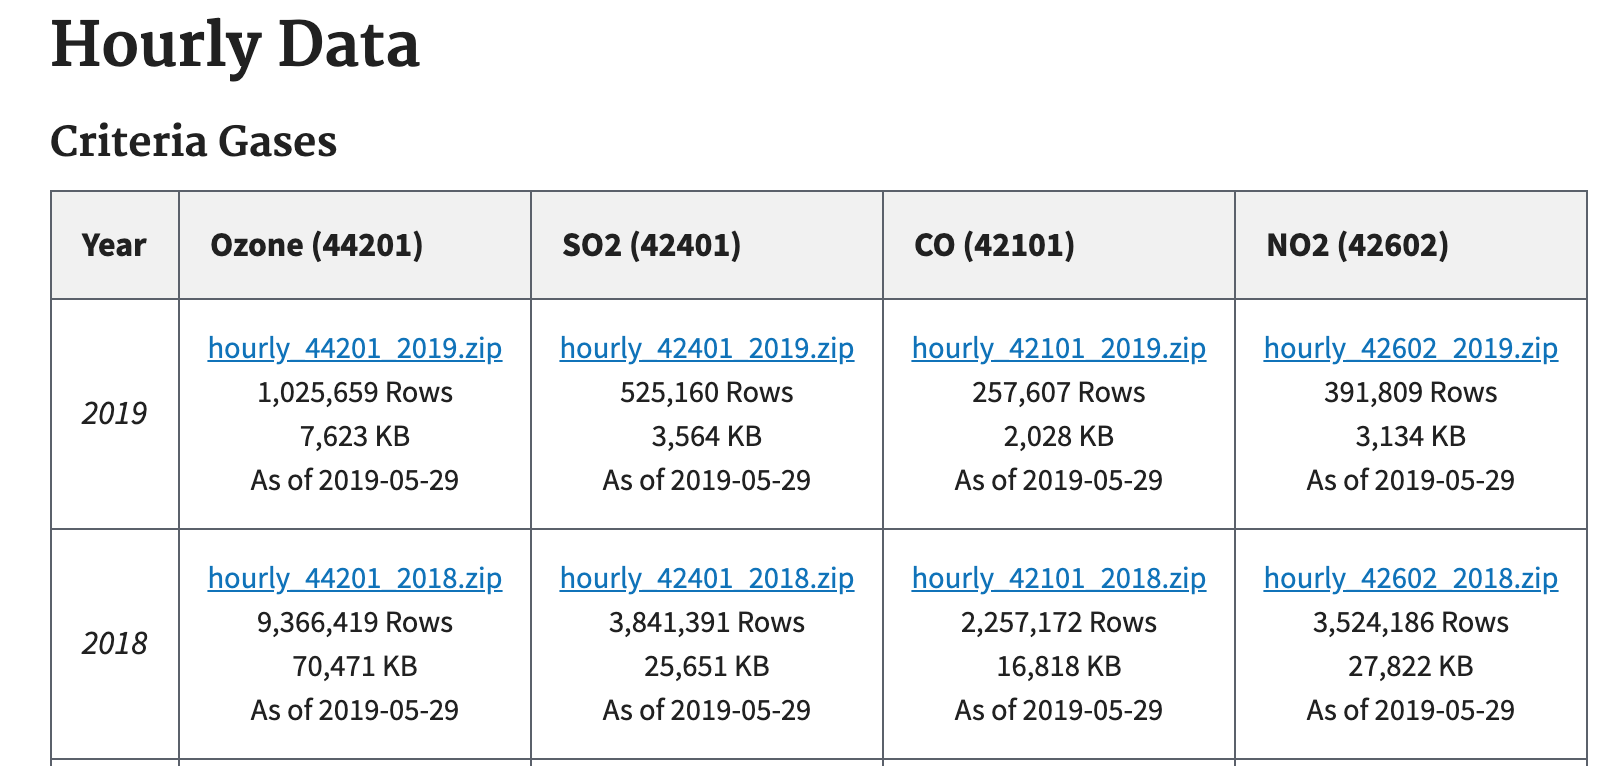 Hourly Data
Criteria Gases
Year
Ozone (44201)
SO2 (42401)
CO (42101)
NO2 (42602)
2019
hourly_44201_2019.zip
1,025,659 Rows
7,623 KB
As of 2019-05-29
hourly_42401_2019.zip
525,160 Rows
3,564 KB
As of 2019-05-29
hourly_42101_2019.zip
257,607 Rows
2,028 KB
As of 2019-05-29
hourly_42602_2019.zip
391,809 Rows
3,134 KB
As of 2019-05-29
2018
hourly_44201_2018.zip
9,366,419 Rows
70,471 KB
As of 2019-05-29
hourly_42401_2018.zip
3,841,391 Rows
25,651 KB
As of 2019-05-29
hourly_42101_2018.zip
2,257,172 Rows
16,818 KB
As of 2019-05-29
hourly_42602_2018.zip
3,524,186 Rows
27,822 KB
As of 2019-05-29